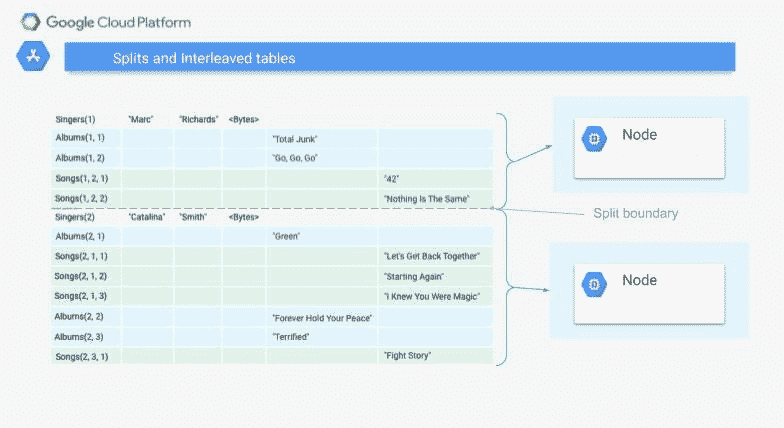 Google Cloud Platform
Splits and Interleaved tables
Singers(1) "Marc" "Richards" <Bytes>
Albums(1, 1) "Total Junk"
Albums(1, 2) "Go, Go, Go"
Songs(1, 2, 1) "42"
Songs(1, 2, 2) "Nothing Is The Same"
Singers(2) "Catalina" "Smith" <Bytes>
Albums(2, 1) "Green"
Songs(2, 1, 1) "Let's Get Back Together"
Songs(2, 1, 2) "Starting Again"
Songs(2, 1, 3) "I Knew You Were Magic"
Albums(2, 2) "Forever Hold Your Peace"
Albums(2, 3) "Terrified"
Songs(2, 3, 1) "Fight Story"
Node
Split boundary
Node